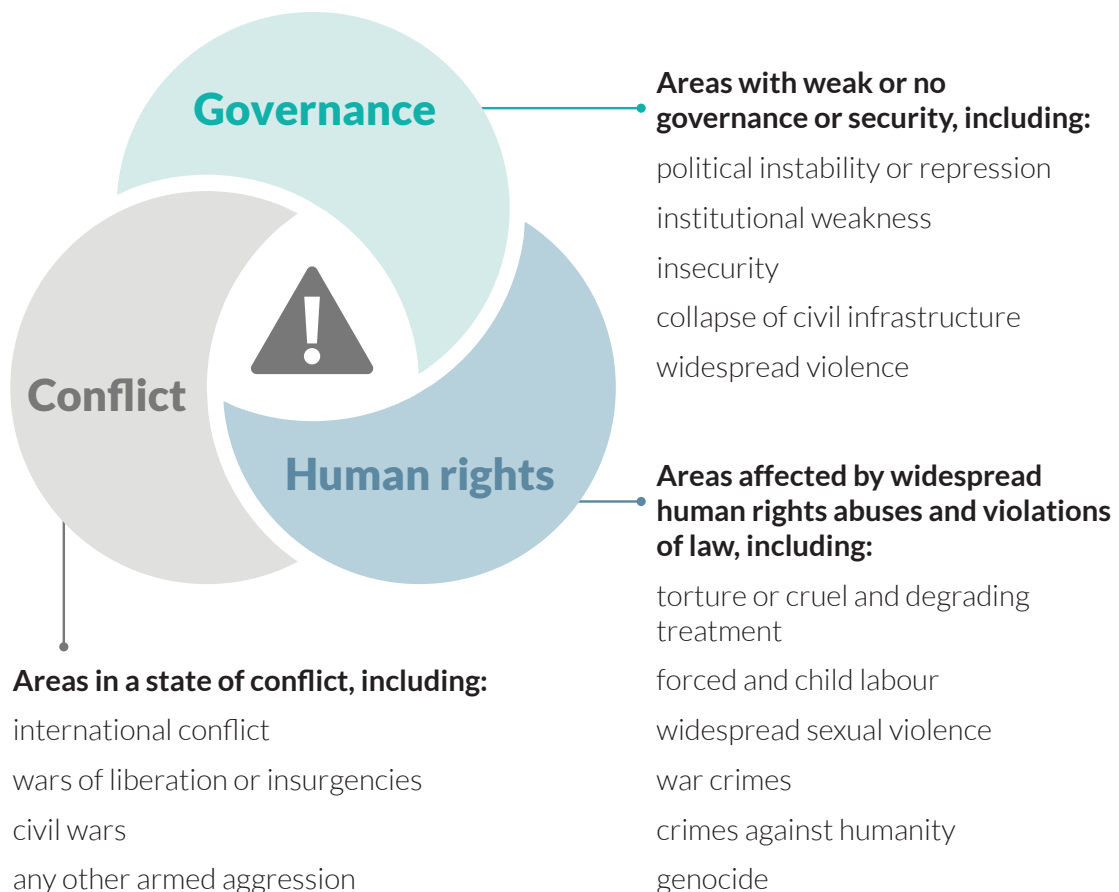 Governance
Areas with weak or no
governance or security, including:
political instability or repression
institutional weakness
insecurity
collapse of civil infrastructure
widespread violence
Conflict
Human rights
Areas affected by widespread
human rights abuses and violations
of law, including:
torture or cruel and degrading
treatment
forced and child labour
widespread sexual violence
war crimes
crimes against humanity
genocide
Areas in a state of conflict, including:
international conflict
wars of liberation or insurgencies
civil wars
any other armed aggression